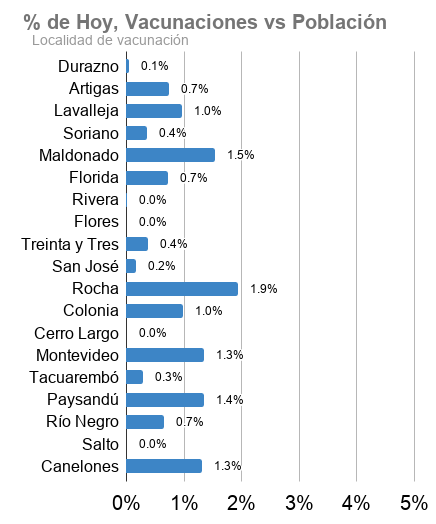 % de Hoy, Vacunaciones vs Población
Localidad de vacunación
Durazno 0.1%
Artigas 0.7%
Lavalleja 1.0%
Soriano 0.4%
Maldonado 1.5%
Florida 0.7%
Rivera 0.0%
Flores 0.0%
Treinta y Tres 0.4%
San José 0.2%
Rocha 1.9%
Colonia 1.0%
Cerro Largo 0.0%
Montevideo 1.3%
Tacuarembó 0.3%
Paysandú 1.4%
Río Negro 0.7%
Salto 0.0%
Canelones 1.3%
0% 1% 2% 3% 4% 5%